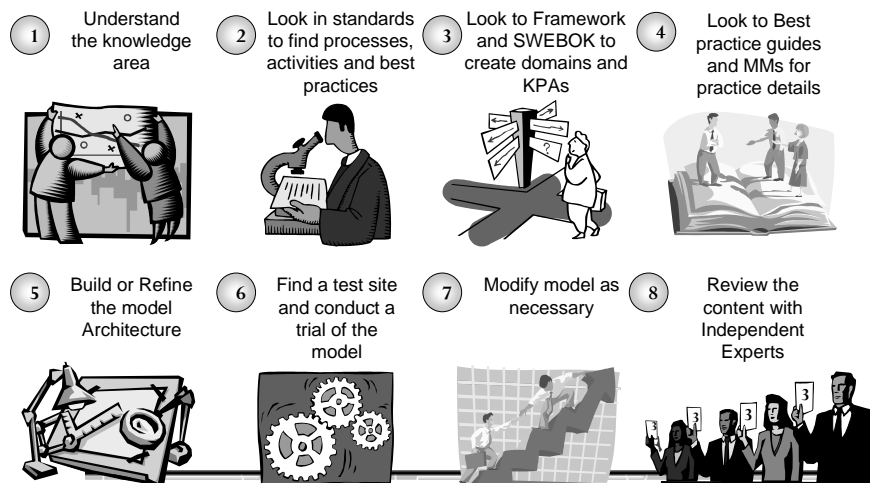 1
Understand
the knowledge
area
2
Look in standards
to find processes,
activities and best
practices
3
Look to Framework
and SWEBOK to
create domains and
KPAs
4
Look to Best
practice guides
and MMs for
practice details
?
5
Build or Refine
the model
Architecture
6
Find a test site
and conduct a
trial of the
model
7
Modify model as
necessary
8
Review the
content with
Independent
Experts
3
3
3
3